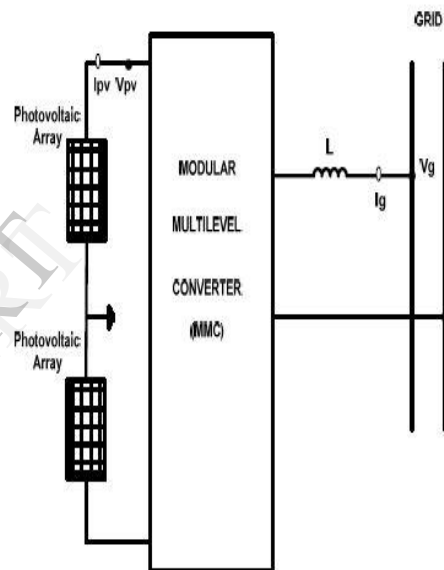 GRID
Ipv Vpv
Photovoltaic
Array
MODULAR
MULTILEVEL
CONVERTER
(MMC)
L
Vg
Ig
Photovoltaic
Array